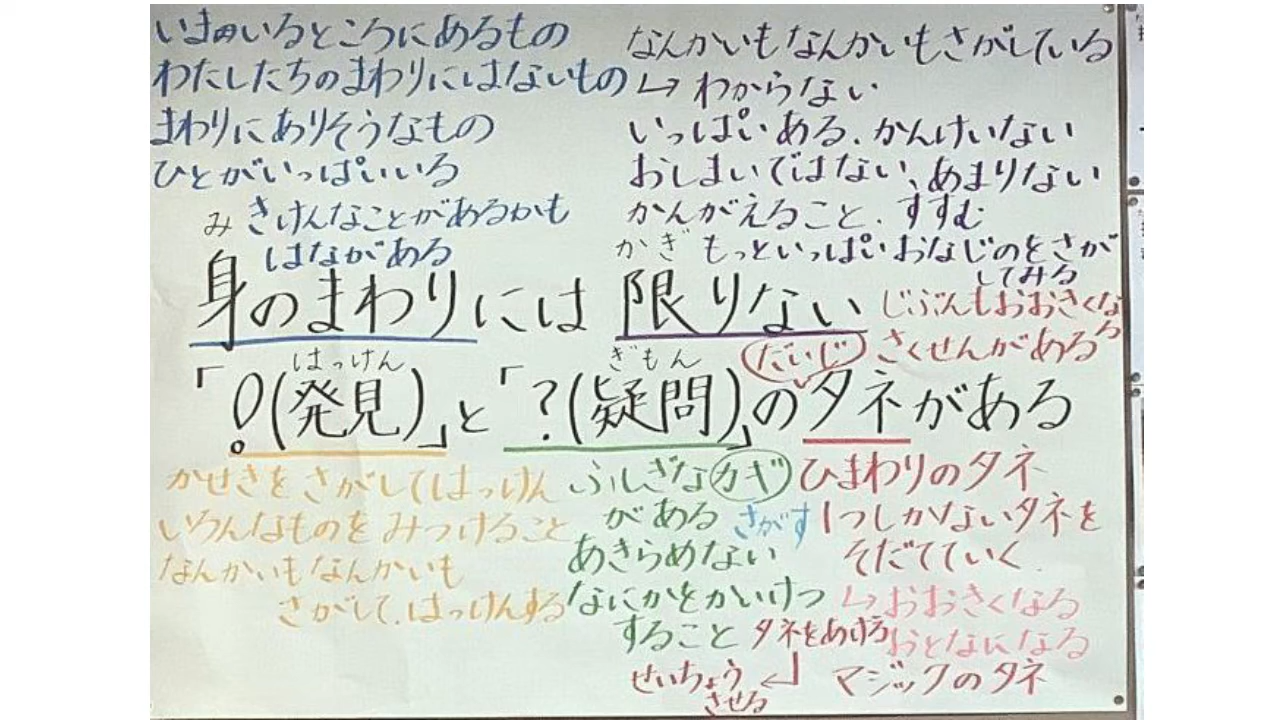 いまいるところにあるもの
わたしたちのまわりにはないもの
まわりにありそうなもの
ひとがいっぱいいる
きけんなことがあるかも
はながある
なんかいもなんかいもさがしている
↳わからない
いっぱいある、かんけいない
おしまいではない、あまりない
かんがえること、すすむ
もっといっぱいおなじのをさが
してみる
み
かぎ
身のまわりには限りない
じぶんもおおきくなる
さくせんがある
はっけん
ぎもん
だいじ
「!(発見)」と「?(疑問)」のタネがある
かせきをさがしてはっけん
いろんなものをみつけること
なんかいもなんかいも
さがして、はっけんする
ふしぎなカギ
がある
さがす
あきらめない
なにかをかいけつ
すること
ひまわりのタネ
1つしかないタネを
そだてていく
↳おおきくなる
おとなになる
タネをあける
せいちょう
させる
マジックのタネ